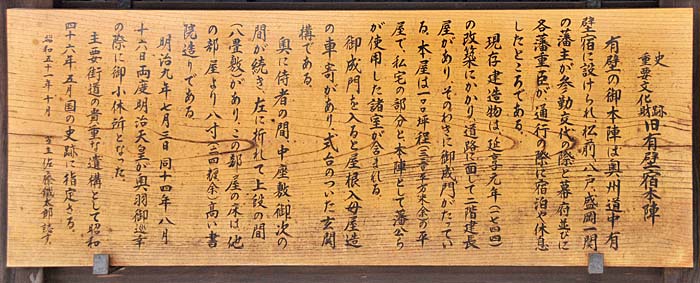 史跡
重要文化財
旧有壁宿本陣
有壁の御本陣は奥州道中有
壁宿に設けられ、松前、八戸、盛岡、一関
の藩主が参勤交代の際と幕府並びに
各藩重臣が、通行の際に宿泊や休息
したところである。
現存建造物は、延享元年(一七四四)
の改築にかかり、道路に面して二階建長
屋があり、そのわきに御成門がたってい
る。本屋は一〇〇坪程(三三〇平方米余)の平
屋で、私宅の部分と本陣として藩公ら
が使用した諸室が含まれる。
御成門を入ると屋根入母屋造
の車寄があり、式台のついた玄関
構である。
奥に侍者の間、中座敷、御次の
間が続き、左に折れて上段の間
(八畳敷)があり、この部屋の床は他
の部屋より八寸(二四糎余)高い書
院造りである。
明治九年七月三日、同十四年八月
十六日両度明治天皇が奥羽御巡幸
の際に御小休所となった。
主要街道の貴重な遺構として昭和
四十六年五月国の史跡に指定さる。
昭和五十一年十月
佐藤鐵太郎 誌す